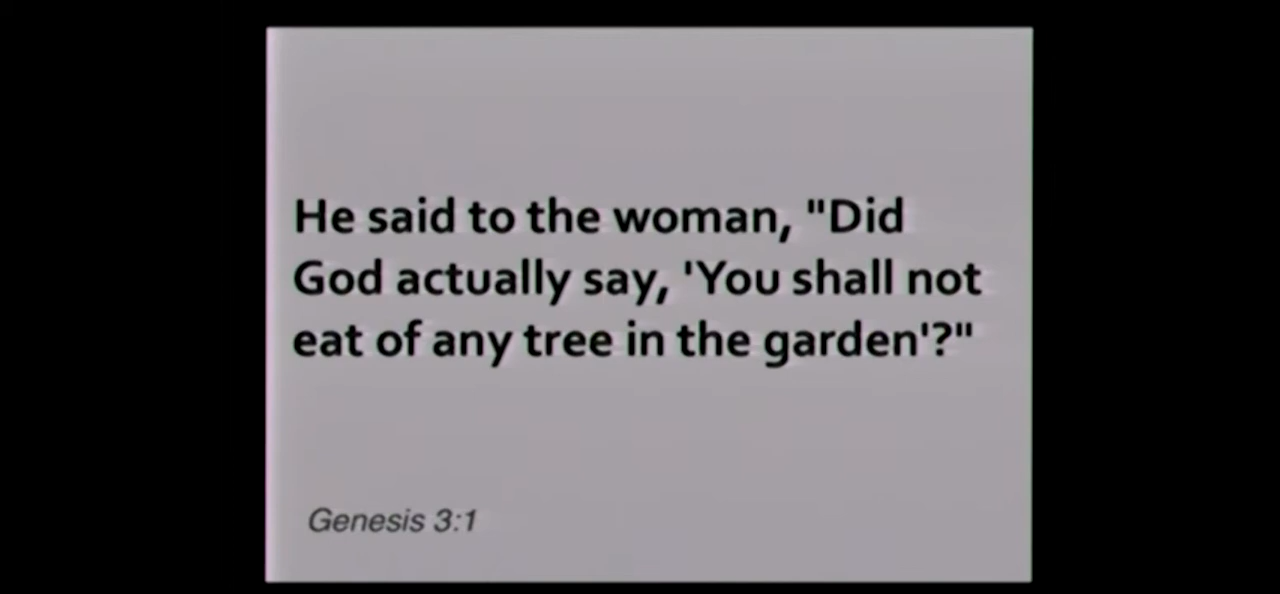 He said to the woman, "Did
God actually say, 'You shall not
eat of any tree in the garden'?"
Genesis 3:1